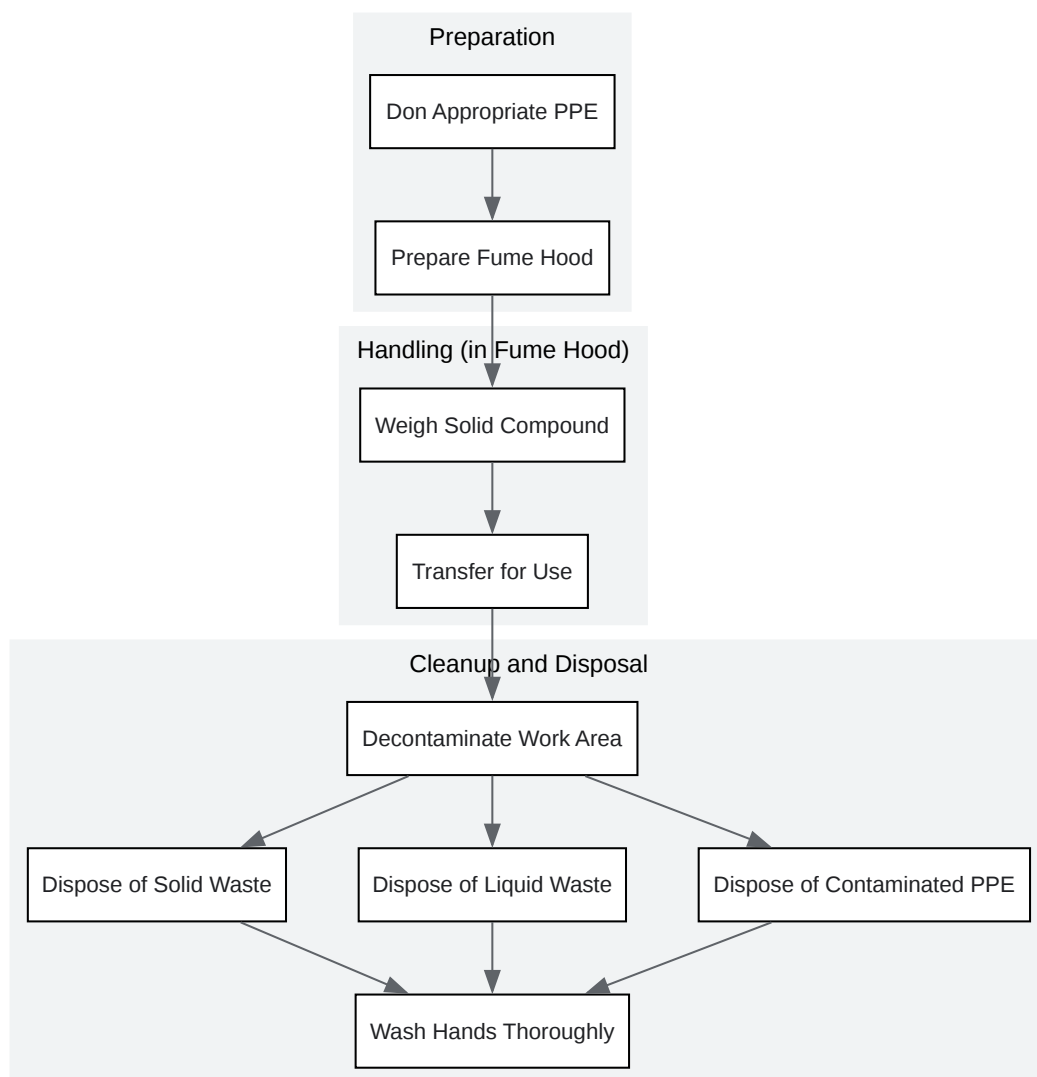 Preparation
Don Appropriate PPE
Prepare Fume Hood
Handling (in Fume Hood)
Weigh Solid Compound
Transfer for Use
Cleanup and Disposal
Decontaminate Work Area
Dispose of Solid Waste
Dispose of Liquid Waste
Dispose of Contaminated PPE
Wash Hands Thoroughly